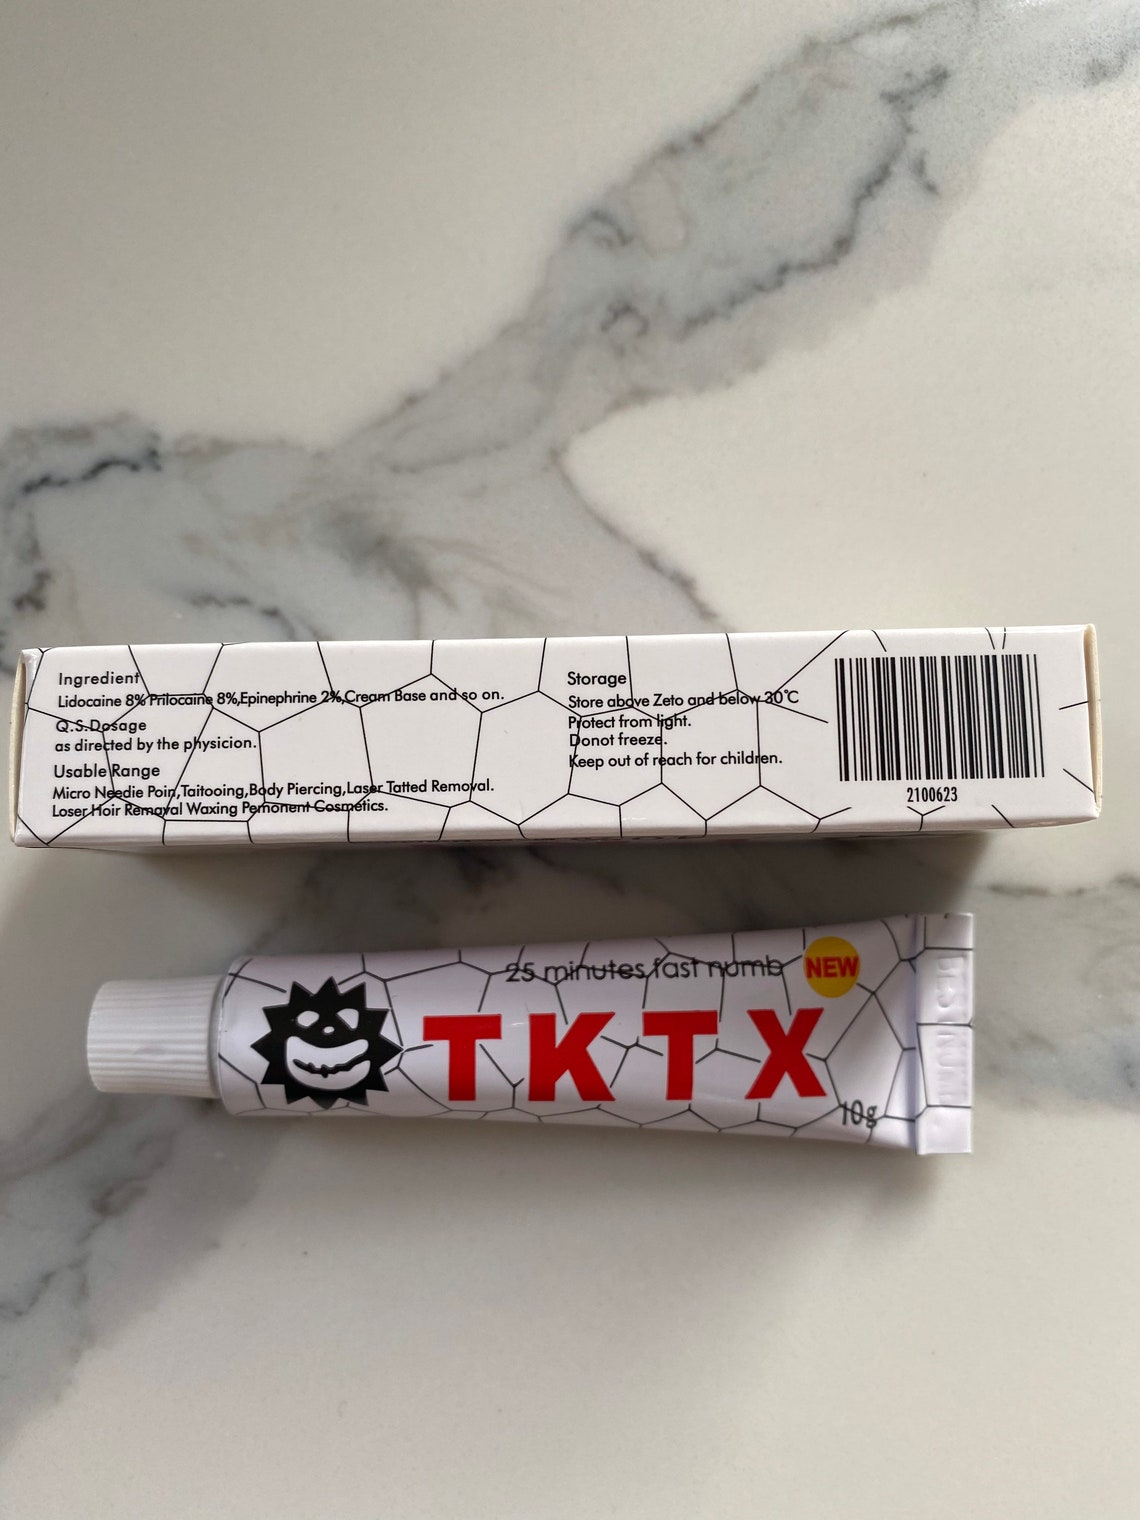 Ingredient
Lidocaine 8% Prilocaine 8%,Epinephrine 2%,Cream Base and so on.
Q.S.Dosage
as directed by the physicion.
Usable Range
Micro Needie Poin,Taitooing,Body Piercing,Laser Tatted Removal.
Loser Hoir Remoyal Waxing Pernonent Cosmetics.
Storage
Store above Zeto and below 30℃
Protect from light.
Donot freeze.
Keep out of reach for children.
2100623
25 minutes fast numb
NEW
TKTX
10g